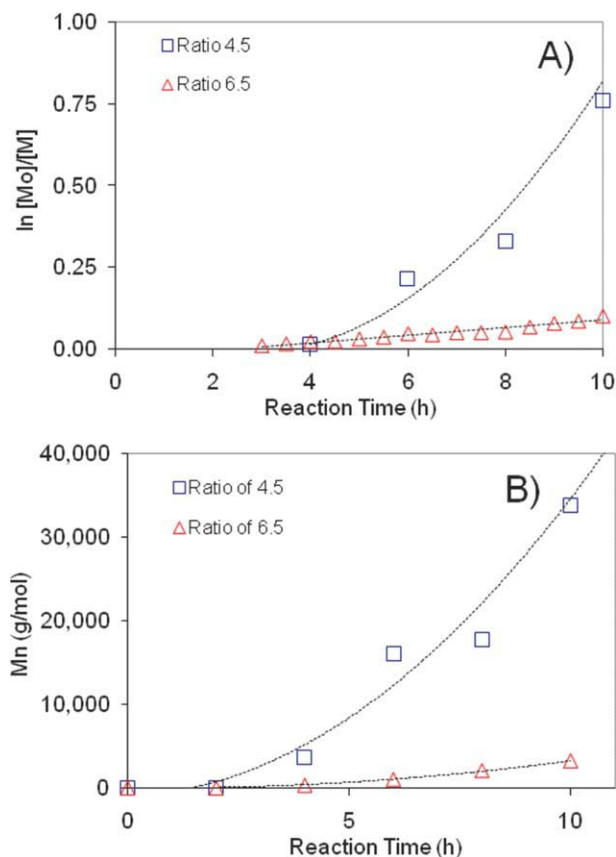 1.00
Ratio 4.5
A)
Ratio 6.5
0.75
ln [Mo]/[M]
0.50
0.25
0.00
0 2 4 6 8 10
Reaction Time (h)
40,000
Ratio of 4.5
B)
Ratio of 6.5
30,000
Mn (g/mol)
20,000
10,000
0
0 5 10
Reaction Time (h)